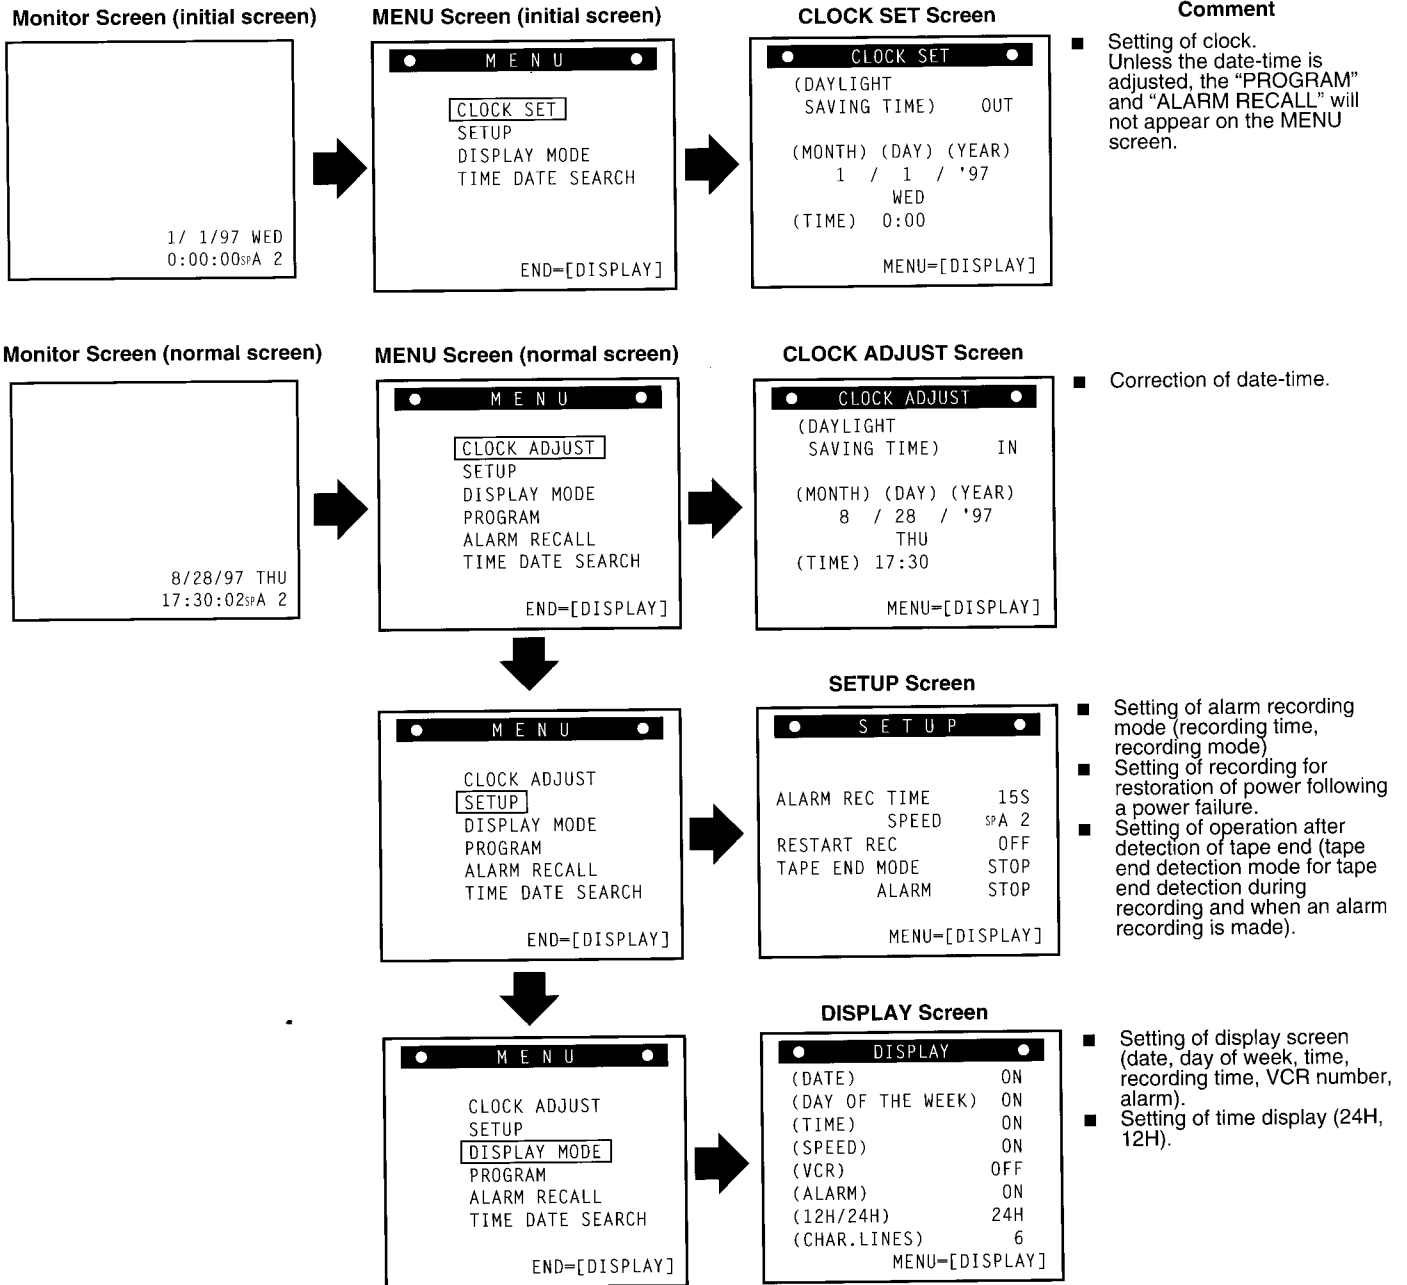 Monitor Screen (initial screen)
1/ 1/97 WED
0:00:00SPA 2
MENU Screen (initial screen)
M E N U
CLOCK SET
SETUP
DISPLAY MODE
TIME DATE SEARCH
END=[DISPLAY]
CLOCK SET Screen
CLOCK SET
(DAYLIGHT
SAVING TIME) OUT
(MONTH) (DAY) (YEAR)
1 / 1 / '97
WED
(TIME) 0:00
MENU=[DISPLAY]
Comment
■ Setting of clock.
Unless the date-time is
adjusted, the “PROGRAM”
and “ALARM RECALL” will
not appear on the MENU
screen.
Monitor Screen (normal screen)
8/28/97 THU
17:30:02SPA 2
MENU Screen (normal screen)
M E N U
CLOCK ADJUST
SETUP
DISPLAY MODE
PROGRAM
ALARM RECALL
TIME DATE SEARCH
END=[DISPLAY]
CLOCK ADJUST Screen
CLOCK ADJUST
(DAYLIGHT
SAVING TIME) IN
(MONTH) (DAY) (YEAR)
8 / 28 / '97
THU
(TIME) 17:30
MENU=[DISPLAY]
■ Correction of date-time.
M E N U
CLOCK ADJUST
SETUP
DISPLAY MODE
PROGRAM
ALARM RECALL
TIME DATE SEARCH
END=[DISPLAY]
SETUP Screen
S E T U P
ALARM REC TIME 15S
SPEED SPA 2
RESTART REC OFF
TAPE END MODE STOP
ALARM STOP
MENU=[DISPLAY]
■ Setting of alarm recording
mode (recording time,
recording mode)
■ Setting of recording for
restoration of power following
a power failure.
■ Setting of operation after
detection of tape end (tape
end detection mode for tape
end detection during
recording and when an alarm
recording is made).
M E N U
CLOCK ADJUST
SETUP
DISPLAY MODE
PROGRAM
ALARM RECALL
TIME DATE SEARCH
END=[DISPLAY]
DISPLAY Screen
DISPLAY
(DATE) ON
(DAY OF THE WEEK) ON
(TIME) ON
(SPEED) ON
(VCR) OFF
(ALARM) ON
(12H/24H) 24H
(CHAR.LINES) 6
MENU=[DISPLAY]
■ Setting of display screen
(date, day of week, time,
recording time, VCR number,
alarm).
■ Setting of time display (24H,
12H).